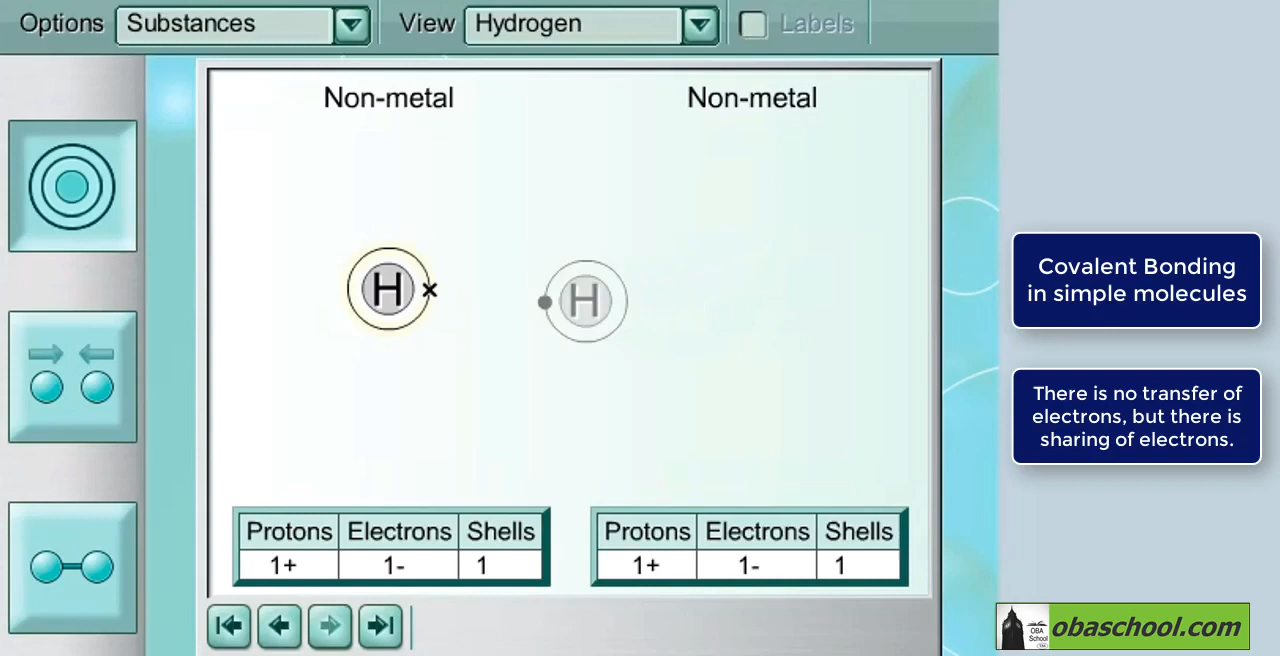 Options Substances View Hydrogen Labels
Non-metal Non-metal
H × H
Covalent Bonding
in simple molecules
There is no transfer of
electrons, but there is
sharing of electrons.
Protons Electrons Shells
1+ 1- 1
Protons Electrons Shells
1+ 1- 1
OBA
School
obaschool.com